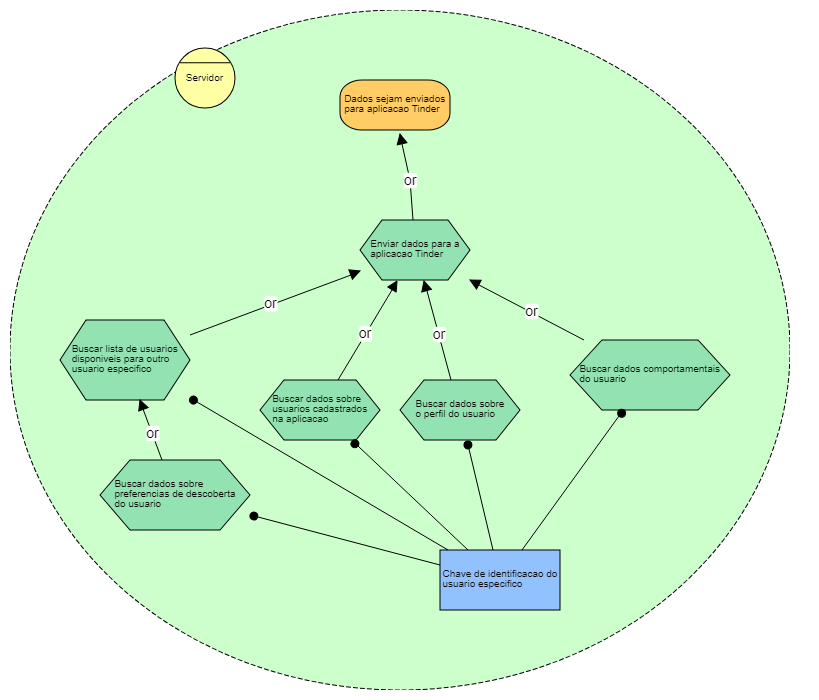 Servidor
Dados sejam enviados
para aplicacao Tinder
or
Enviar dados para a
aplicacao Tinder
or
or
or
or
Buscar lista de usuarios
disponiveis para outro
usuario especifico
Buscar dados sobre
usuarios cadastrados
na aplicacao
Buscar dados sobre
o perfil do usuario
Buscar dados comportamentais
do usuario
or
Buscar dados sobre
preferencias de descoberta
do usuario
Chave de identificacao do
usuario especifico